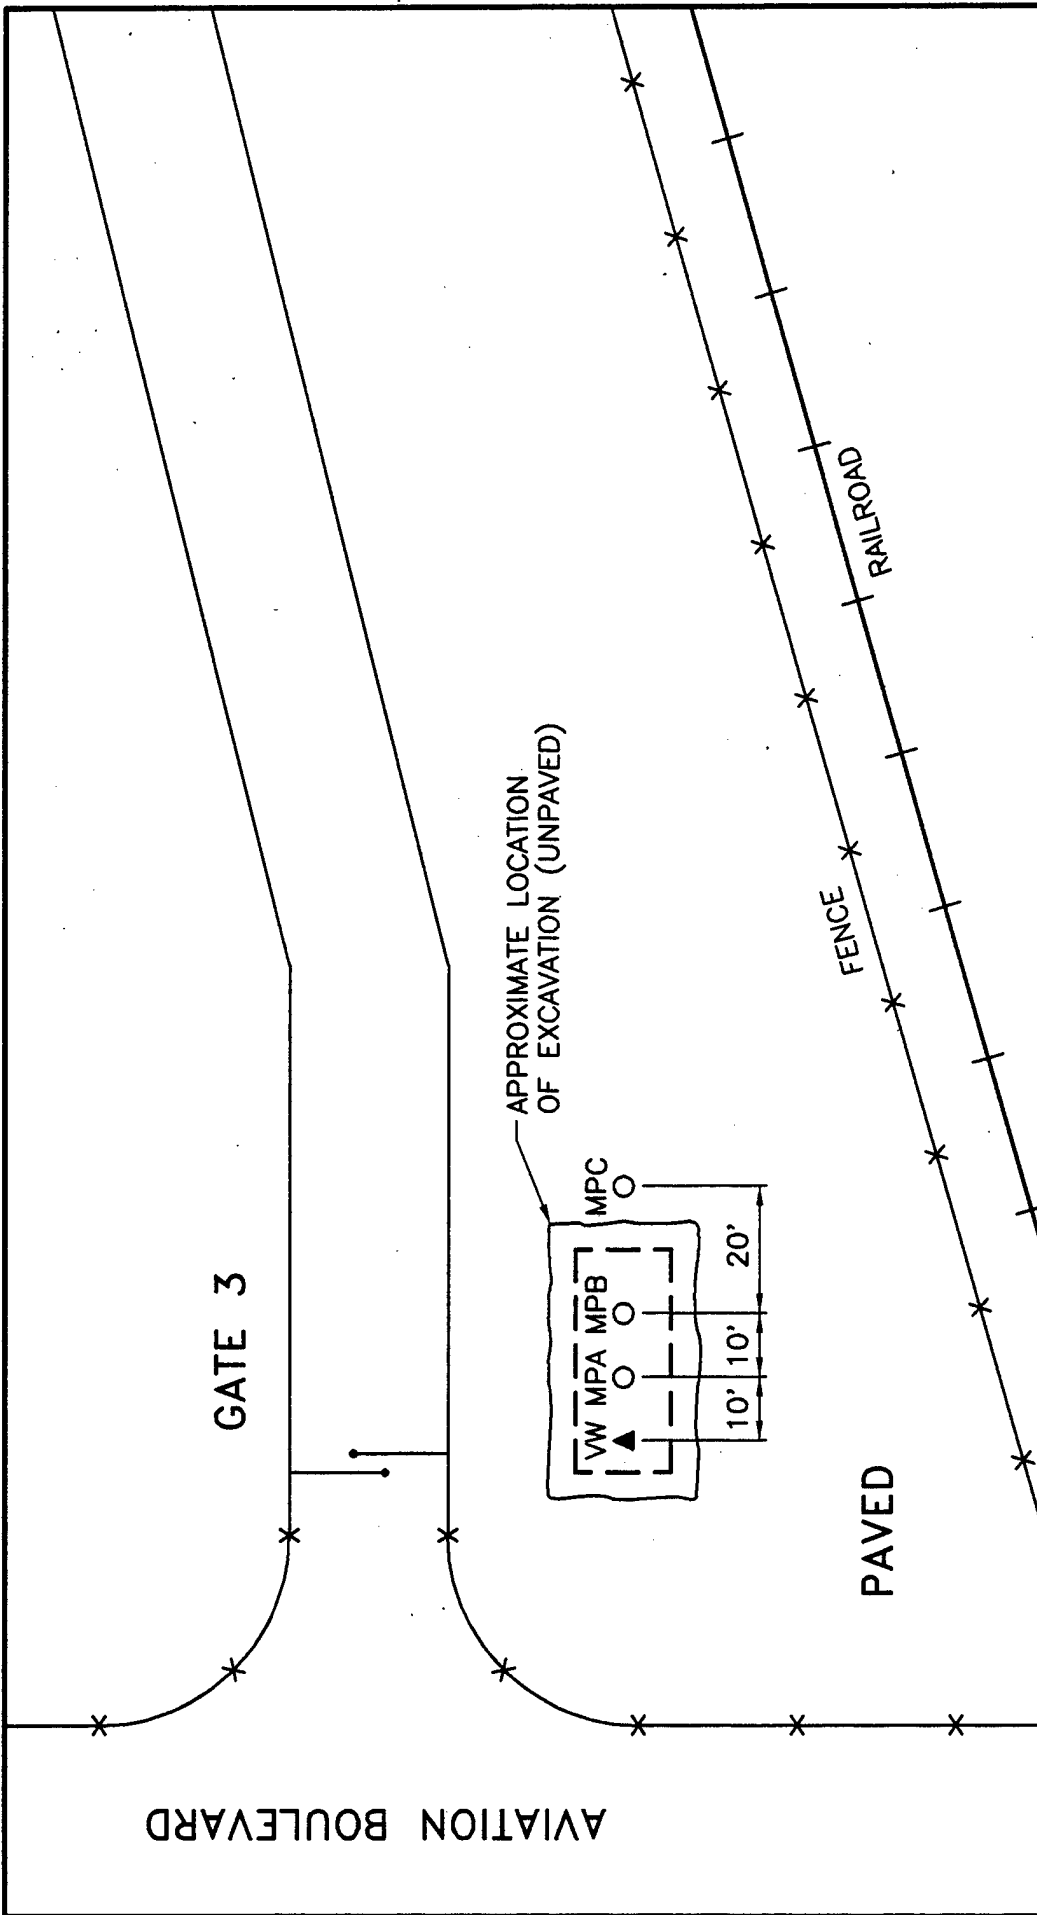 GATE 3
APPROXIMATE LOCATION
OF EXCAVATION (UNPAVED)
VW MPA MPB MPC
10' 10' 20'
FENCE
RAILROAD
PAVED
AVIATION BOULEVARD